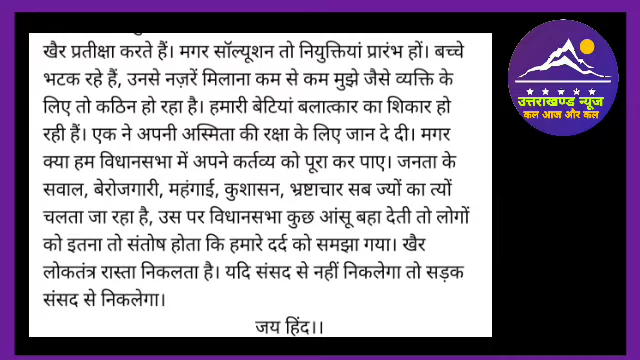 खैर प्रतीक्षा करते हैं। मगर सॉल्यूशन तो नियुक्तियां प्रारंभ हों। बच्चे
भटक रहे हैं, उनसे नज़रें मिलाना कम से कम मुझे जैसे व्यक्ति के
लिए तो कठिन हो रहा है। हमारी बेटियां बलात्कार का शिकार हो
रही हैं। एक ने अपनी अस्मिता की रक्षा के लिए जान दे दी। मगर
क्या हम विधानसभा में अपने कर्तव्य को पूरा कर पाए। जनता के
सवाल, बेरोजगारी, महंगाई, कुशासन, भ्रष्टाचार सब ज्यों का त्यों
चलता जा रहा है, उस पर विधानसभा कुछ आंसू बहा देती तो लोगों
को इतना तो संतोष होता कि हमारे दर्द को समझा गया। खैर
लोकतंत्र रास्ता निकलता है। यदि संसद से नहीं निकलेगा तो सड़क
संसद से निकलेगा।
जय हिंद।।
उत्तराखण्ड न्यूज
कल आज और कल